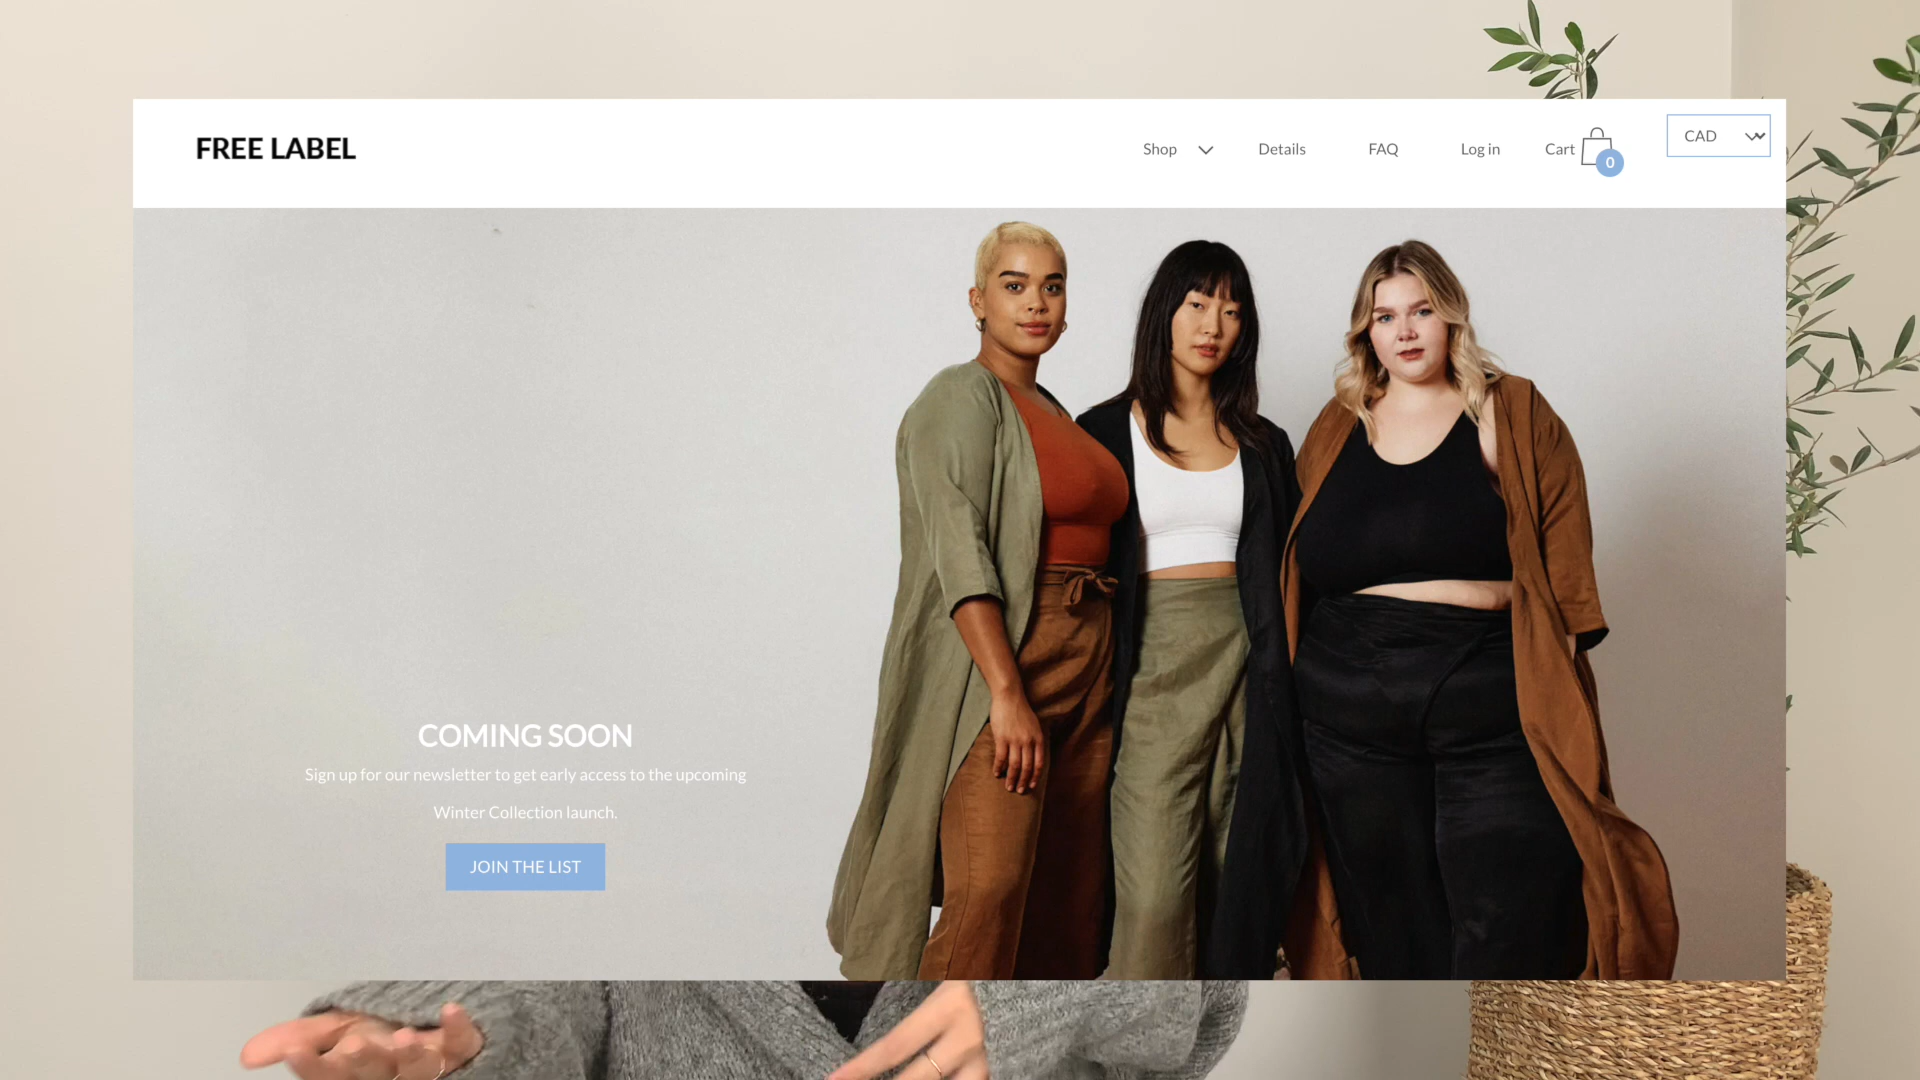 FREE LABEL
Shop
Details
FAQ
Log in
Cart
0
CAD
COMING SOON
Sign up for our newsletter to get early access to the upcoming
Winter Collection launch.
JOIN THE LIST